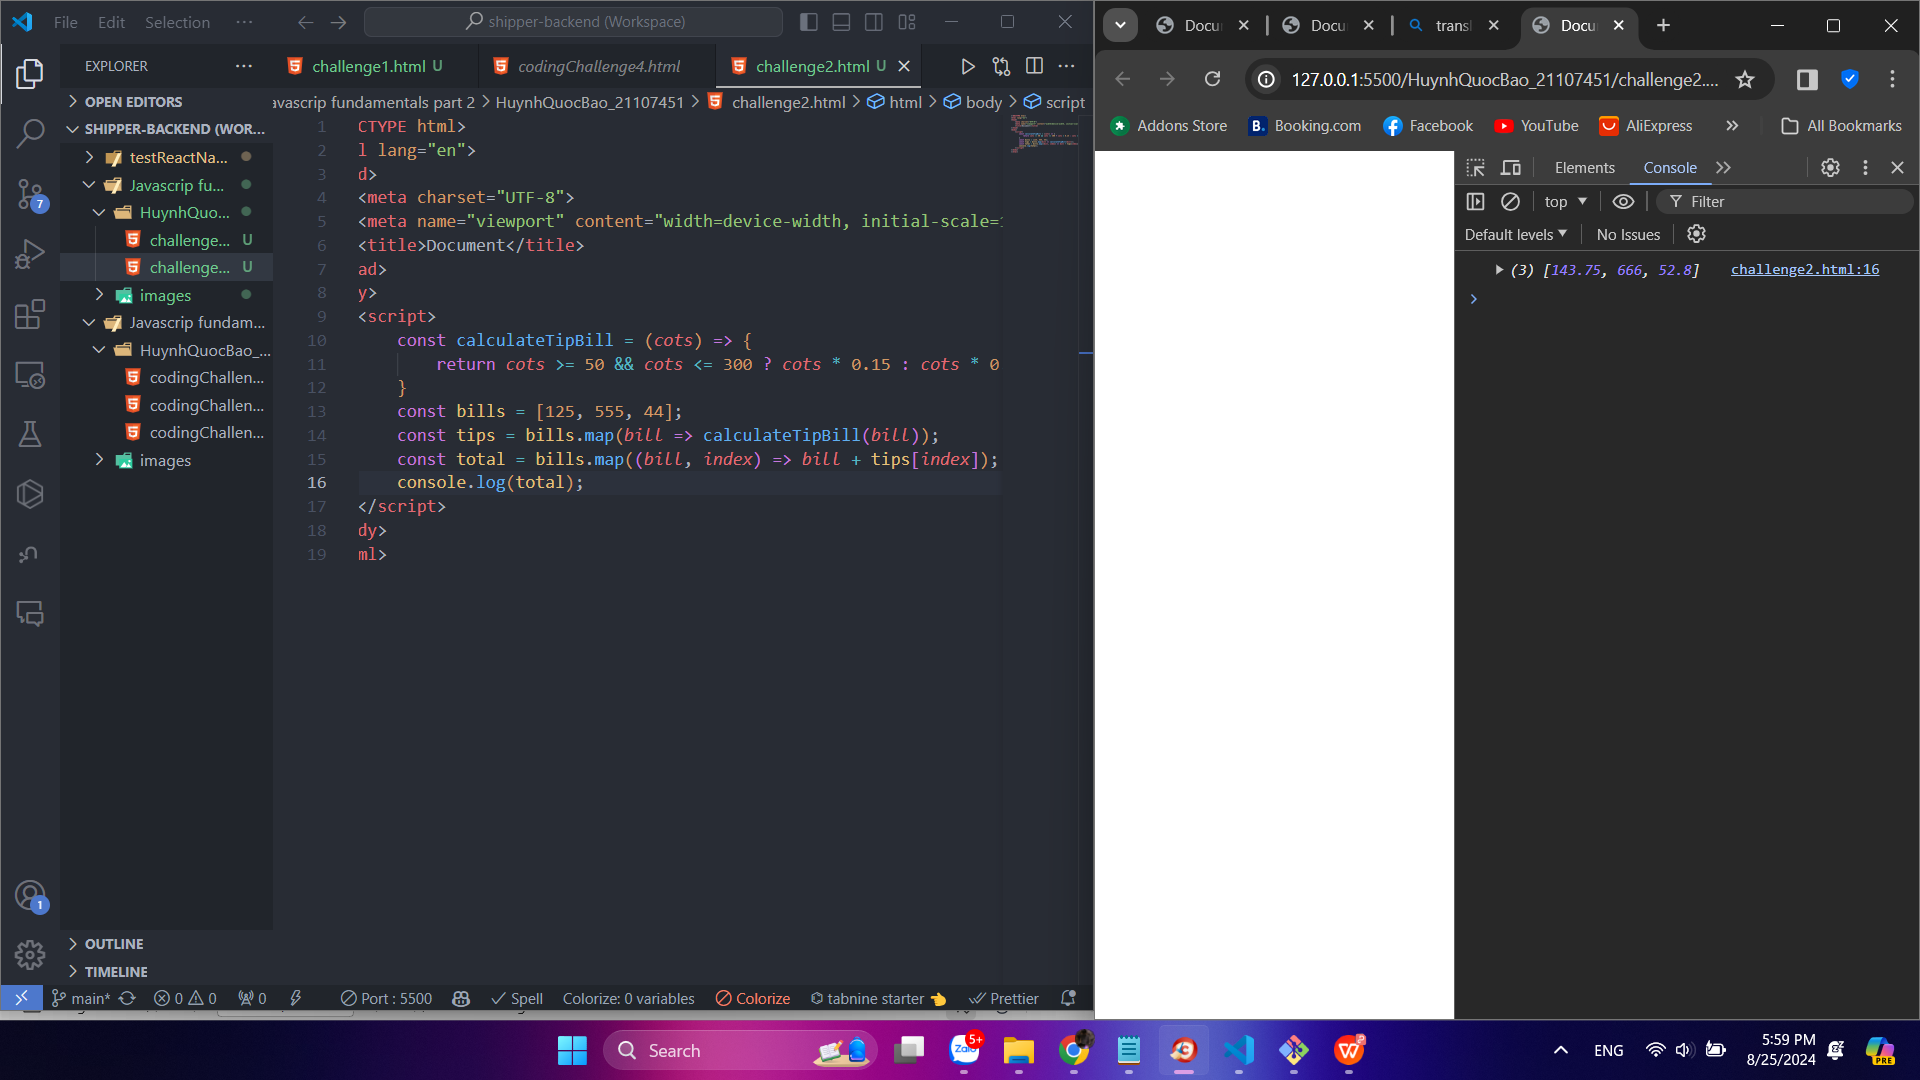 File Edit Selection ··· shipper-backend (Workspace)
EXPLORER ···
OPEN EDITORS
SHIPPER-BACKEND (WOR...
testReactNa...
Javascrip fu...
HuynhQuo...
challenge... U
challenge... U
images
Javascrip fundam...
HuynhQuocBao_...
codingChallen...
codingChallen...
codingChallen...
images
OUTLINE
TIMELINE
7
1
challenge1.html U codingChallenge4.html challenge2.html U
avascrip fundamentals part 2 > HuynhQuocBao_21107451 > challenge2.html > html > body > script
1 CTYPE html>
2 l lang="en">
3 d>
4 <meta charset="UTF-8">
5 <meta name="viewport" content="width=device-width, initial-scale=1
6 <title>Document</title>
7 ad>
8 y>
9 <script>
10 const calculateTipBill = (cots) => {
11 return cots >= 50 && cots <= 300 ? cots * 0.15 : cots * 0
12 }
13 const bills = [125, 555, 44];
14 const tips = bills.map(bill => calculateTipBill(bill));
15 const total = bills.map((bill, index) => bill + tips[index]);
16 console.log(total);
17 </script>
18 dy>
19 ml>
main* 0 0 0 Port : 5500 Spell Colorize: 0 variables Colorize tabnine starter Prettier
Docu Docu transl Docu
127.0.0.1:5500/HuynhQuocBao_21107451/challenge2....
Addons Store Booking.com Facebook YouTube AliExpress All Bookmarks
Elements Console
top Filter
Default levels No Issues
(3) [143.75, 666, 52.8] challenge2.html:16
Search Zalo 5+ ENG 5:59 PM
8/25/2024 PRE